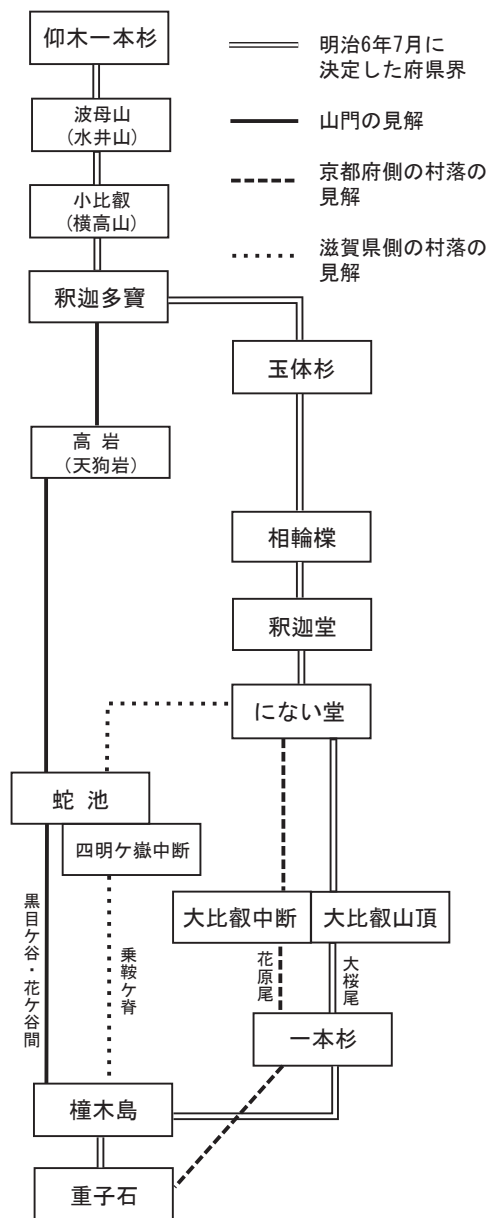 仰木一本杉
明治6年7月に
決定した府県界
波母山
(水井山)
山門の見解
京都府側の村落の
見解
小比叡
(横高山)
滋賀県側の村落の
見解
釈迦多寶
玉体杉
高 岩
(天狗岩)
相輪樘
釈迦堂
にない堂
蛇 池
四明ケ嶽中断
大比叡中断
大比叡山頂
黒目ケ谷・花ケ谷間
乗鞍ケ脊
花原尾
大桜尾
一本杉
橦木島
重子石